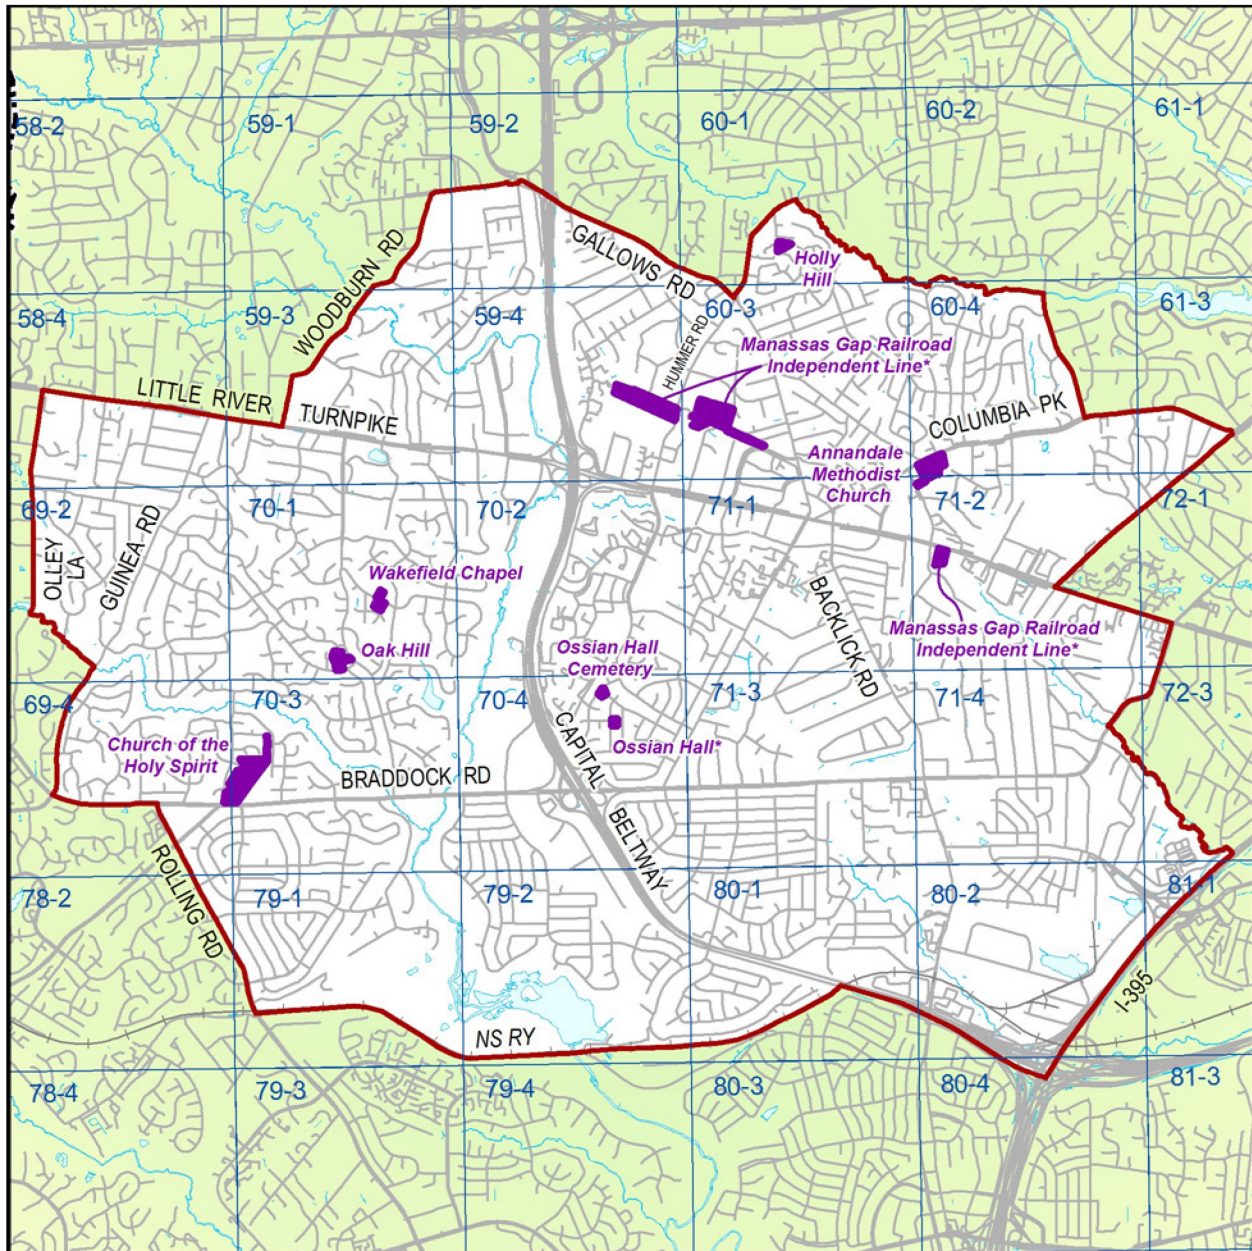 58-2
59-1
59-2
60-1
60-2
61-1
WOODBURN RD
GALLOWS RD
Holly
Hill
58-4
59-3
59-4
60-3
60-4
61-3
HUMMER RD
Manassas Gap Railroad
Independent Line*
LITTLE RIVER
TURNPIKE
COLUMBIA PK
Annandale
Methodist
Church
69-2
70-1
70-2
71-1
71-2
72-1
OLLEY
LA
GUINEA RD
Wakefield Chapel
BACKLICK RD
Manassas Gap Railroad
Independent Line*
Oak Hill
Ossian Hall
Cemetery
69-4
70-3
70-4
71-3
71-4
72-3
Church of the
Holy Spirit
Ossian Hall*
BRADDOCK RD
CAPITAL
BELTWAY
ROLLING RD
78-2
79-1
79-2
80-1
80-2
81-1
I-395
NS RY
78-4
79-3
79-4
80-3
80-4
81-3